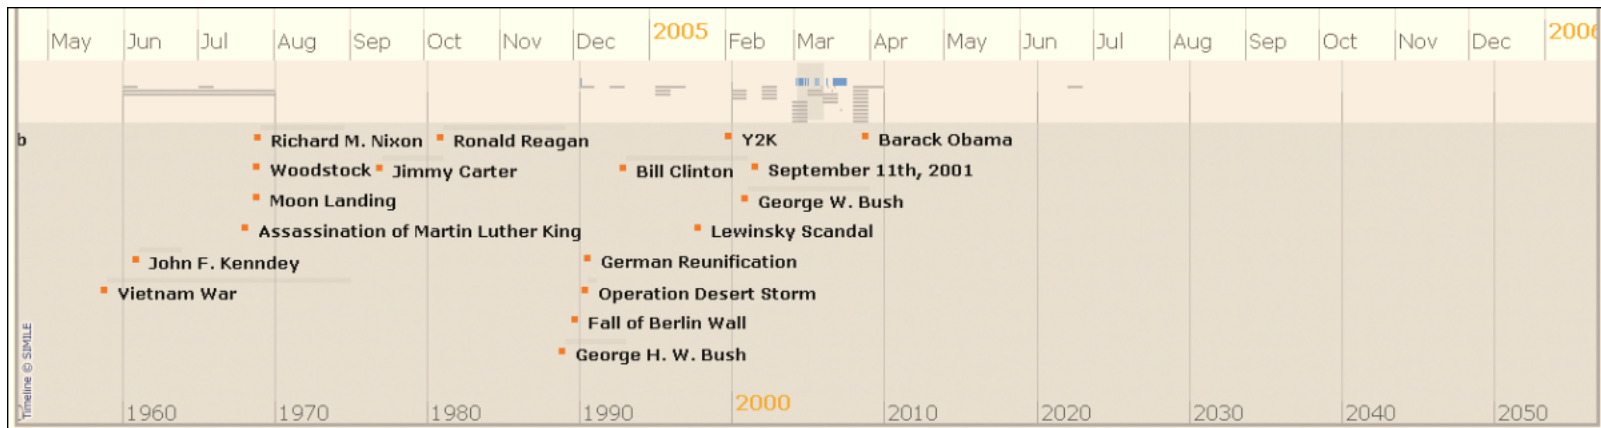 May Jun Jul Aug Sep Oct Nov Dec 2005 Feb Mar Apr May Jun Jul Aug Sep Oct Nov Dec 2006
b Richard M. Nixon Ronald Reagan Y2K Barack Obama
Woodstock Jimmy Carter Bill Clinton September 11th, 2001
Moon Landing George W. Bush
Assassination of Martin Luther King Lewinsky Scandal
John F. Kenndey German Reunification
Vietnam War Operation Desert Storm
Fall of Berlin Wall
George H. W. Bush
Timeline © SIMILE
1960 1970 1980 1990 2000 2010 2020 2030 2040 2050